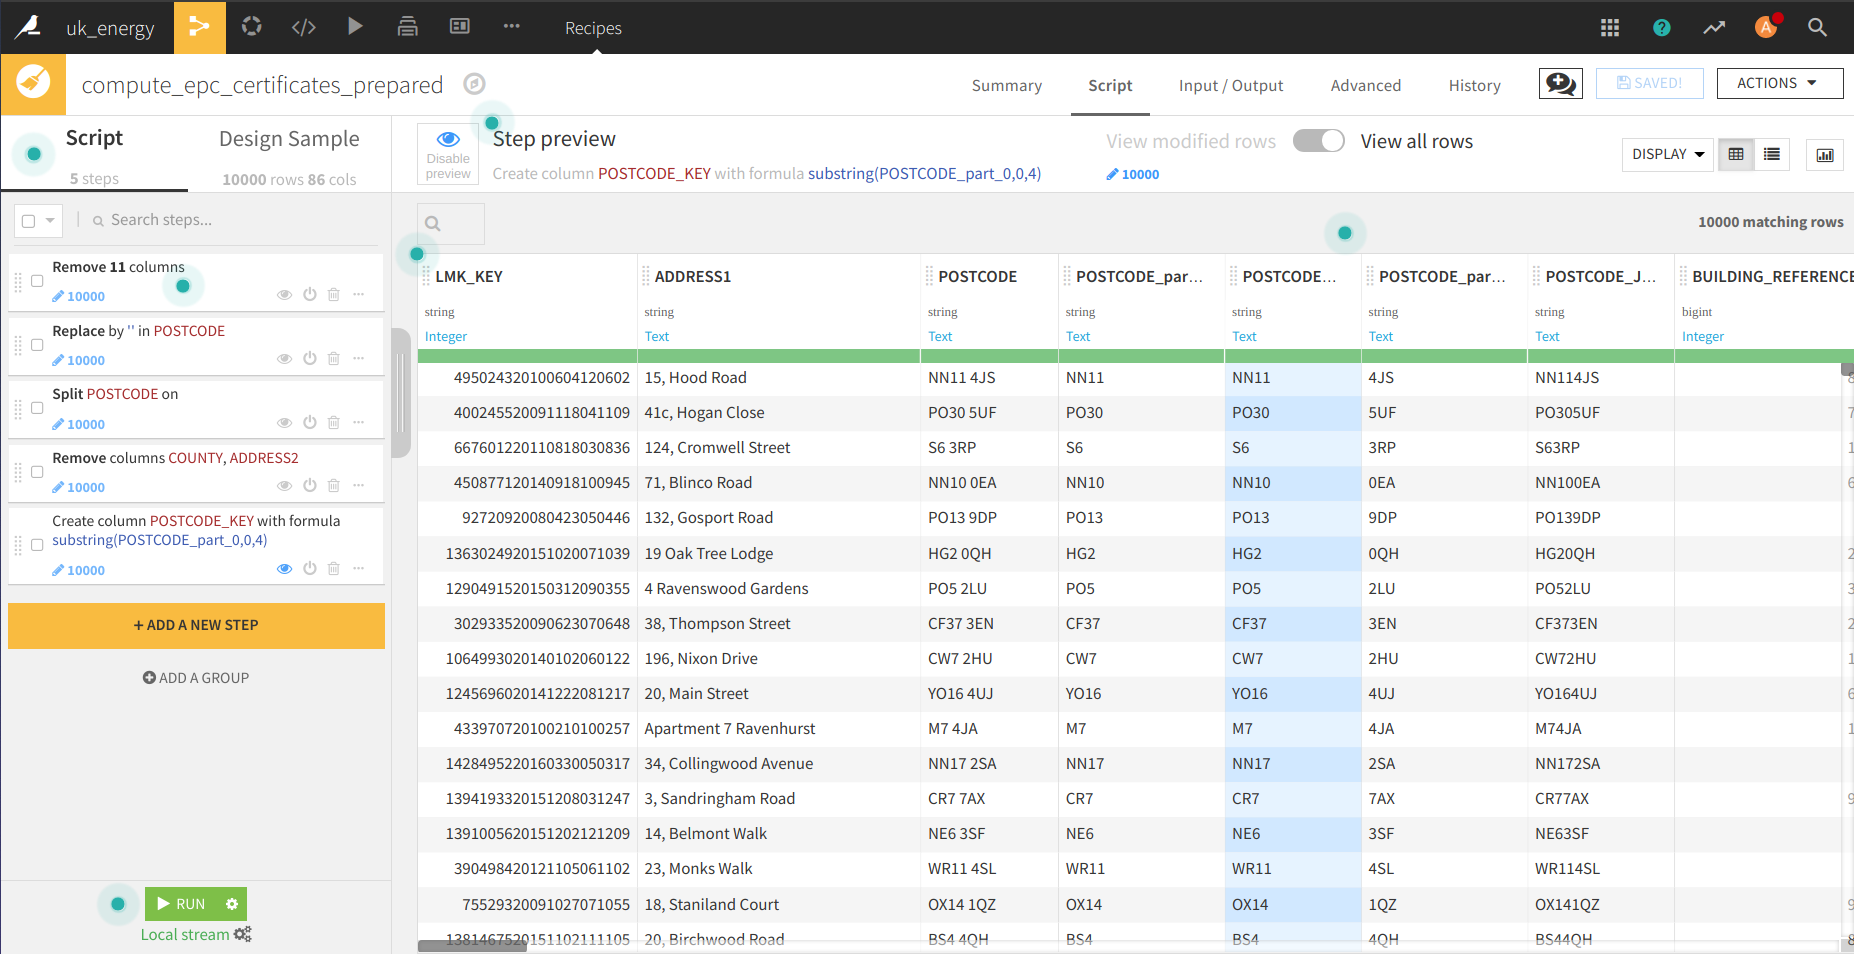 uk_energy
Recipes
A
compute_epc_certificates_prepared
Summary
Script
Input / Output
Advanced
History
SAVED!
ACTIONS
Script
5 steps
Design Sample
10000 rows 86 cols
Disable preview
Step preview
Create column POSTCODE_KEY with formula substring(POSTCODE_part_0,0,4)
View modified rows
View all rows
10000
DISPLAY
Search steps...
10000 matching rows
Remove 11 columns
10000
Replace by '' in POSTCODE
10000
Split POSTCODE on
10000
Remove columns COUNTY, ADDRESS2
10000
Create column POSTCODE_KEY with formula
substring(POSTCODE_part_0,0,4)
10000
+ ADD A NEW STEP
ADD A GROUP
RUN
Local stream
LMK_KEY ADDRESS1 POSTCODE POSTCODE_par... POSTCODE... POSTCODE_par... POSTCODE_J... BUILDING_REFERENCE
string string string string string string string bigint
Integer Text Text Text Text Text Text Integer
495024320100604120602 15, Hood Road NN11 4JS NN11 NN11 4JS NN114JS
400245520091118041109 41c, Hogan Close PO30 5UF PO30 PO30 5UF PO305UF
667601220110818030836 124, Cromwell Street S6 3RP S6 S6 3RP S63RP
450877120140918100945 71, Blinco Road NN10 0EA NN10 NN10 0EA NN100EA
92720920080423050446 132, Gosport Road PO13 9DP PO13 PO13 9DP PO139DP
1363024920151020071039 19 Oak Tree Lodge HG2 0QH HG2 HG2 0QH HG20QH
1290491520150312090355 4 Ravenswood Gardens PO5 2LU PO5 PO5 2LU PO52LU
302933520090623070648 38, Thompson Street CF37 3EN CF37 CF37 3EN CF373EN
1064993020140102060122 196, Nixon Drive CW7 2HU CW7 CW7 2HU CW72HU
1245696020141222081217 20, Main Street YO16 4UJ YO16 YO16 4UJ YO164UJ
433970720100210100257 Apartment 7 Ravenhurst M7 4JA M7 M7 4JA M74JA
1428495220160330050317 34, Collingwood Avenue NN17 2SA NN17 NN17 2SA NN172SA
1394193320151208031247 3, Sandringham Road CR7 7AX CR7 CR7 7AX CR77AX
1391005620151202121209 14, Belmont Walk NE6 3SF NE6 NE6 3SF NE63SF
390498420121105061102 23, Monks Walk WR11 4SL WR11 WR11 4SL WR114SL
75529320091027071055 18, Staniland Court OX14 1QZ OX14 OX14 1QZ OX141QZ
1381467520151102111105 20, Birchwood Road BS4 4QH BS4 BS4 4QH BS44QH